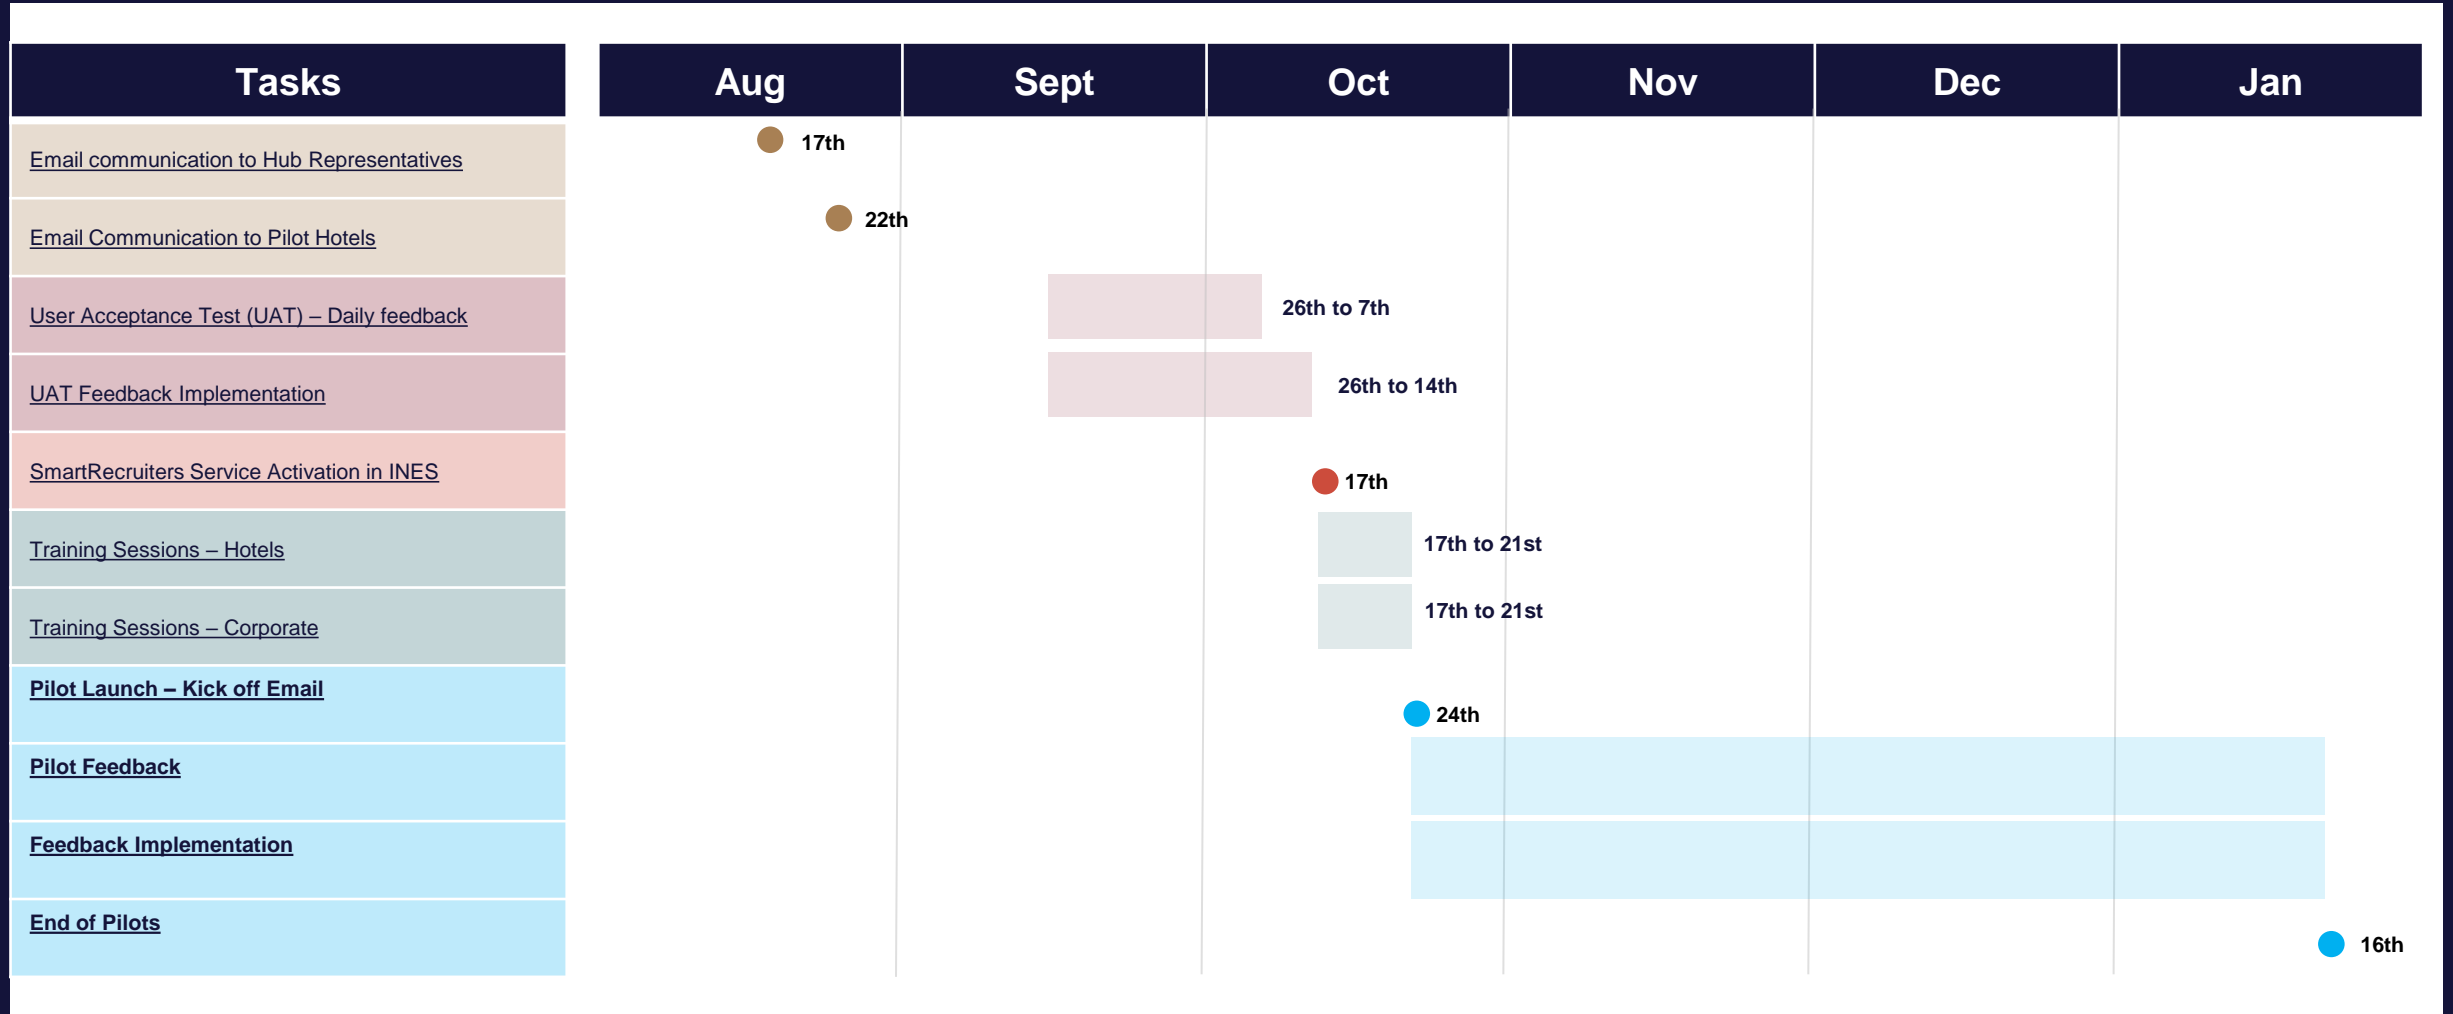 Tasks
Aug
Sept
Oct
Nov
Dec
Jan
Email communication to Hub Representatives
17th
Email Communication to Pilot Hotels
22th
User Acceptance Test (UAT) – Daily feedback
26th to 7th
UAT Feedback Implementation
26th to 14th
SmartRecruiters Service Activation in INES
17th
Training Sessions – Hotels
17th to 21st
Training Sessions – Corporate
17th to 21st
Pilot Launch – Kick off Email
24th
Pilot Feedback
Feedback Implementation
End of Pilots
16th